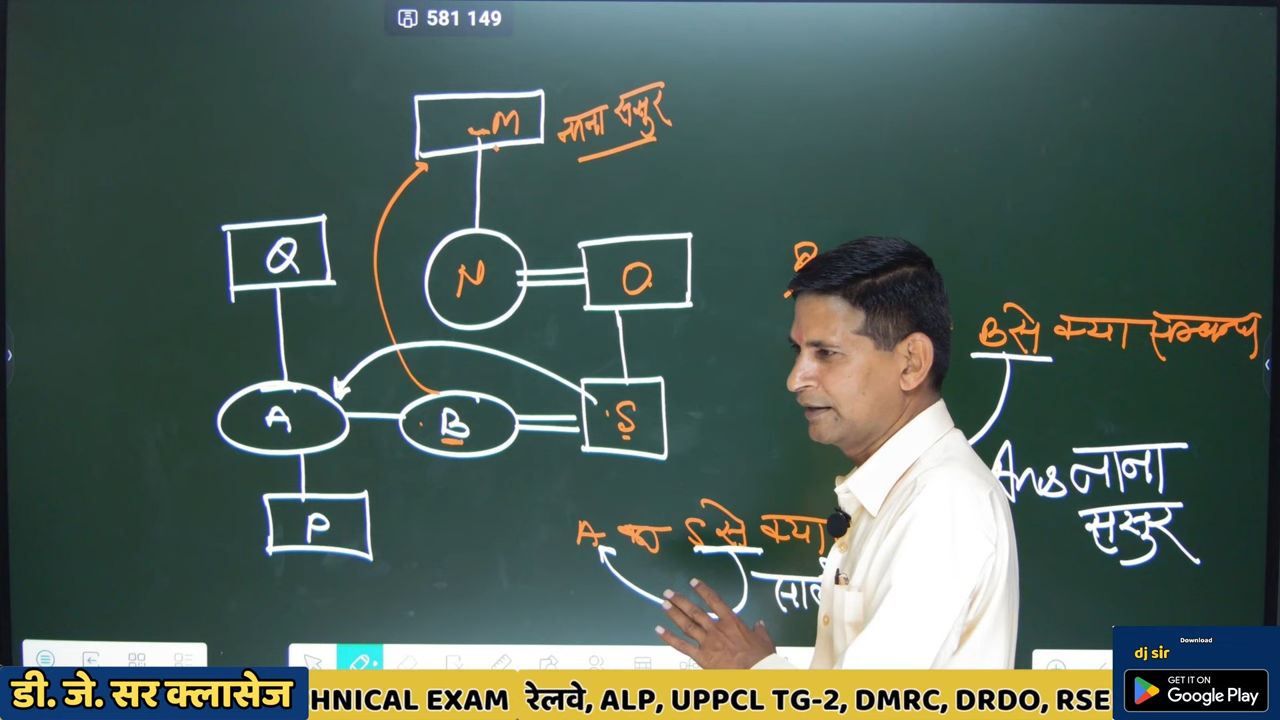 581 149
M नाना ससुर
Q
N O
B से क्या सम्बन्ध
A B S
Ans नाना
ससुर
P
A का S से क्या
Download
dj sir
GET IT ON
Google Play
डी. जे. सर क्लासेज
HNICAL EXAM रेलवे, ALP, UPPCL TG-2, DMRC, DRDO, RSE